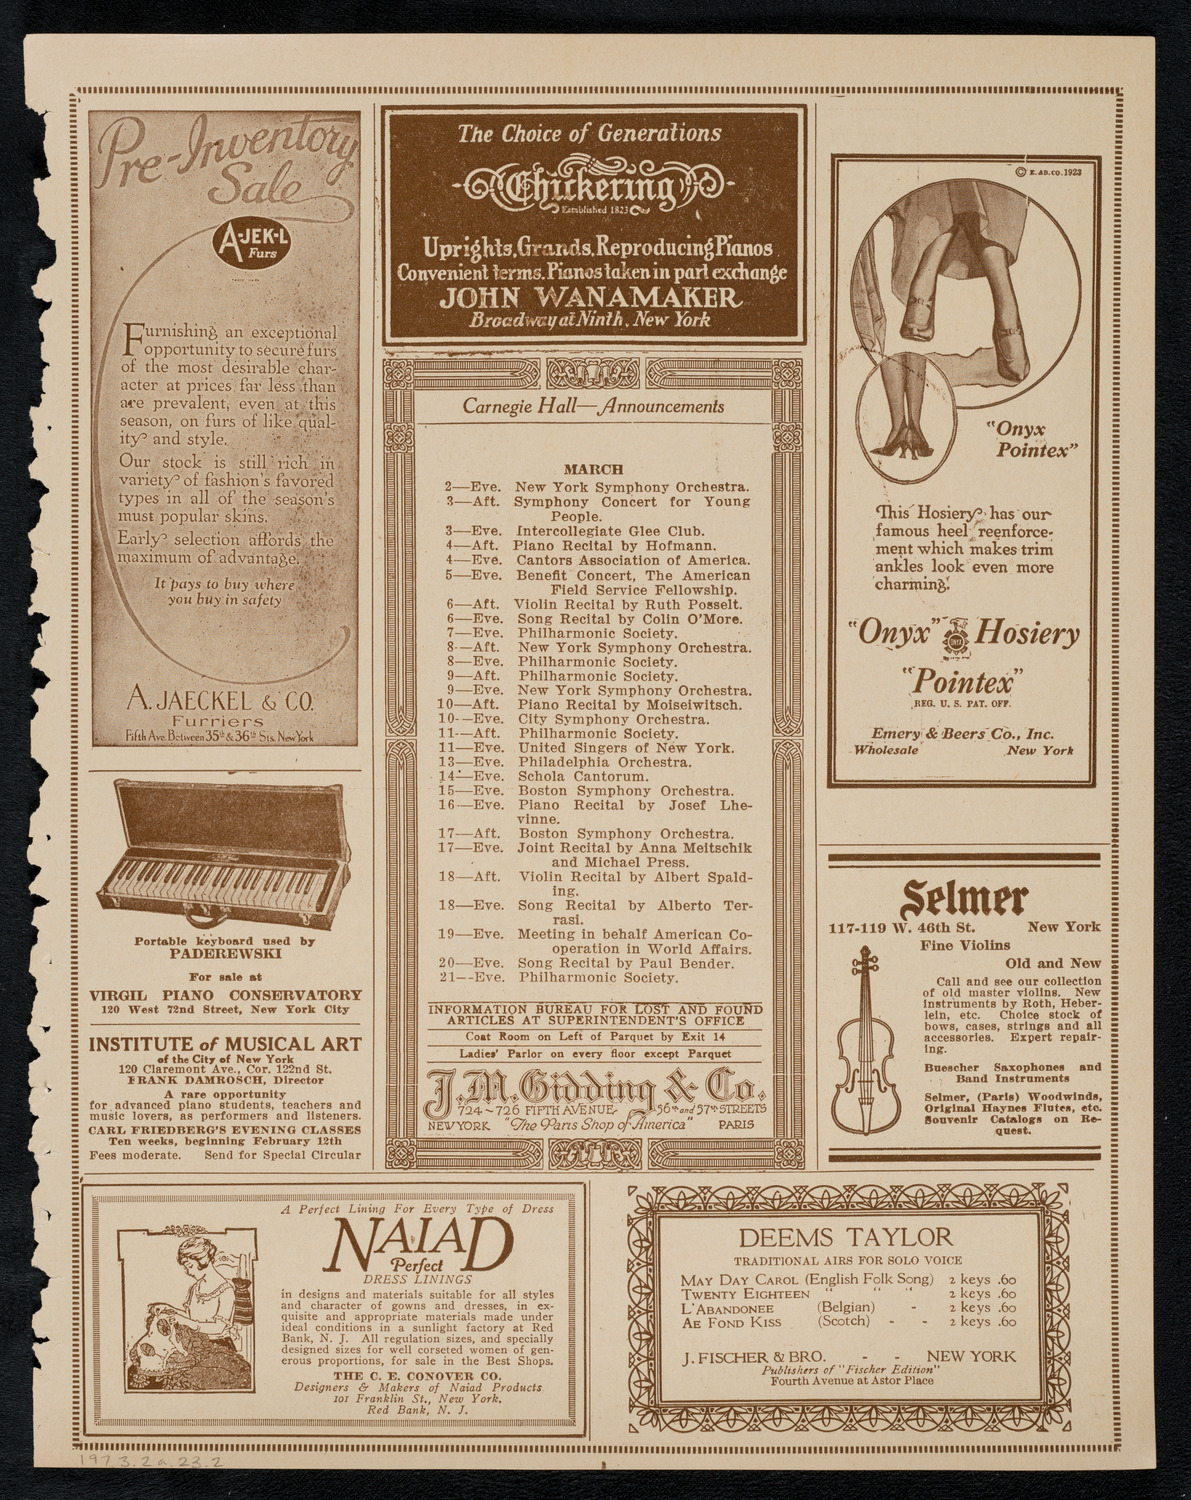 Pre-Inventory
Sale
A-JEK-L
Furs
Furnishing an exceptional
opportunity to secure furs
of the most desirable char-
acter at prices far less than
are prevalent, even at this
season, on furs of like qual-
ity and style.
Our stock is still rich in
variety of fashion's favored
types in all of the season's
must popular skins.
Early selection affords the
maximum of advantage.
It pays to buy where
you buy in safety
A. JAECKEL & CO.
Furriers
Fifth Ave. Between 35th & 36th Sts. New York
Portable keyboard used by
PADEREWSKI
For sale at
VIRGIL PIANO CONSERVATORY
120 West 72nd Street, New York City
INSTITUTE of MUSICAL ART
of the City of New York
120 Claremont Ave., Cor. 122nd St.
FRANK DAMROSCH, Director
A rare opportunity
for advanced piano students, teachers and
music lovers, as performers and listeners.
CARL FRIEDBERG'S EVENING CLASSES
Ten weeks, beginning February 12th
Fees moderate. Send for Special Circular
The Choice of Generations
Chickering
Established 1823
Uprights, Grands, Reproducing Pianos
Convenient terms. Pianos taken in part exchange
JOHN WANAMAKER
Broadway at Ninth, New York
Carnegie Hall—Announcements
MARCH
2—Eve. New York Symphony Orchestra.
3—Aft. Symphony Concert for Young
People.
3—Eve. Intercollegiate Glee Club.
4—Aft. Piano Recital by Hofmann.
4—Eve. Cantors Association of America.
5—Eve. Benefit Concert, The American
Field Service Fellowship.
6—Aft. Violin Recital by Ruth Posselt.
6—Eve. Song Recital by Colin O'More.
7—Eve. Philharmonic Society.
8—Aft. New York Symphony Orchestra.
8—Eve. Philharmonic Society.
9—Aft. Philharmonic Society.
9—Eve. New York Symphony Orchestra.
10—Aft. Piano Recital by Moiseiwitsch.
10—Eve. City Symphony Orchestra.
11—Aft. Philharmonic Society.
11—Eve. United Singers of New York.
13—Eve. Philadelphia Orchestra.
14—Eve. Schola Cantorum.
15—Eve. Boston Symphony Orchestra.
16—Eve. Piano Recital by Josef Lhe-
vinne.
17—Aft. Boston Symphony Orchestra.
17—Eve. Joint Recital by Anna Meitschik
and Michael Press.
18—Aft. Violin Recital by Albert Spald-
ing.
18—Eve. Song Recital by Alberto Ter-
rasi.
19—Eve. Meeting in behalf American Co-
operation in World Affairs.
20—Eve. Song Recital by Paul Bender.
21--Eve. Philharmonic Society.
INFORMATION BUREAU FOR LOST AND FOUND
ARTICLES AT SUPERINTENDENT'S OFFICE
Coat Room on Left of Parquet by Exit 14
Ladies' Parlor on every floor except Parquet
J.M. Gidding & Co.
724~726 FIFTH AVENUE- 56th and 57th STREETS
NEW YORK "The Paris Shop of America" PARIS
© E. AB. CO. 1923
"Onyx
Pointex"
This Hosiery has our
famous heel reenforce-
ment which makes trim
ankles look even more
charming.
"Onyx" Hosiery
"Pointex"
REG. U. S. PAT. OFF.
Emery & Beers Co., Inc.
Wholesale New York
Selmer
117-119 W. 46th St. New York
Fine Violins
Old and New
Call and see our collection
of old master violins. New
instruments by Roth, Heber-
lein, etc. Choice stock of
bows, cases, strings and all
accessories. Expert repair-
ing.
Buescher Saxophones and
Band Instruments
Selmer, (Paris) Woodwinds,
Original Haynes Flutes, etc.
Souvenir Catalogs on Re-
quest.
A Perfect Lining For Every Type of Dress
NAIAD
Perfect
DRESS LININGS
in designs and materials suitable for all styles
and character of gowns and dresses, in ex-
quisite and appropriate materials made under
ideal conditions in a sunlight factory at Red
Bank, N. J. All regulation sizes, and specially
designed sizes for well corseted women of gen-
erous proportions, for sale in the Best Shops.
THE C. E. CONOVER CO.
Designers & Makers of Naiad Products
101 Franklin St., New York.
Red Bank, N. J.
DEEMS TAYLOR
TRADITIONAL AIRS FOR SOLO VOICE
MAY DAY CAROL (English Folk Song) 2 keys .60
TWENTY EIGHTEEN " " " 2 keys .60
L'ABANDONEE (Belgian) - 2 keys .60
AE FOND KISS (Scotch) - - 2 keys .60
J. FISCHER & BRO. - - NEW YORK
Publishers of "Fischer Edition"
Fourth Avenue at Astor Place
197.3.2a.23.2